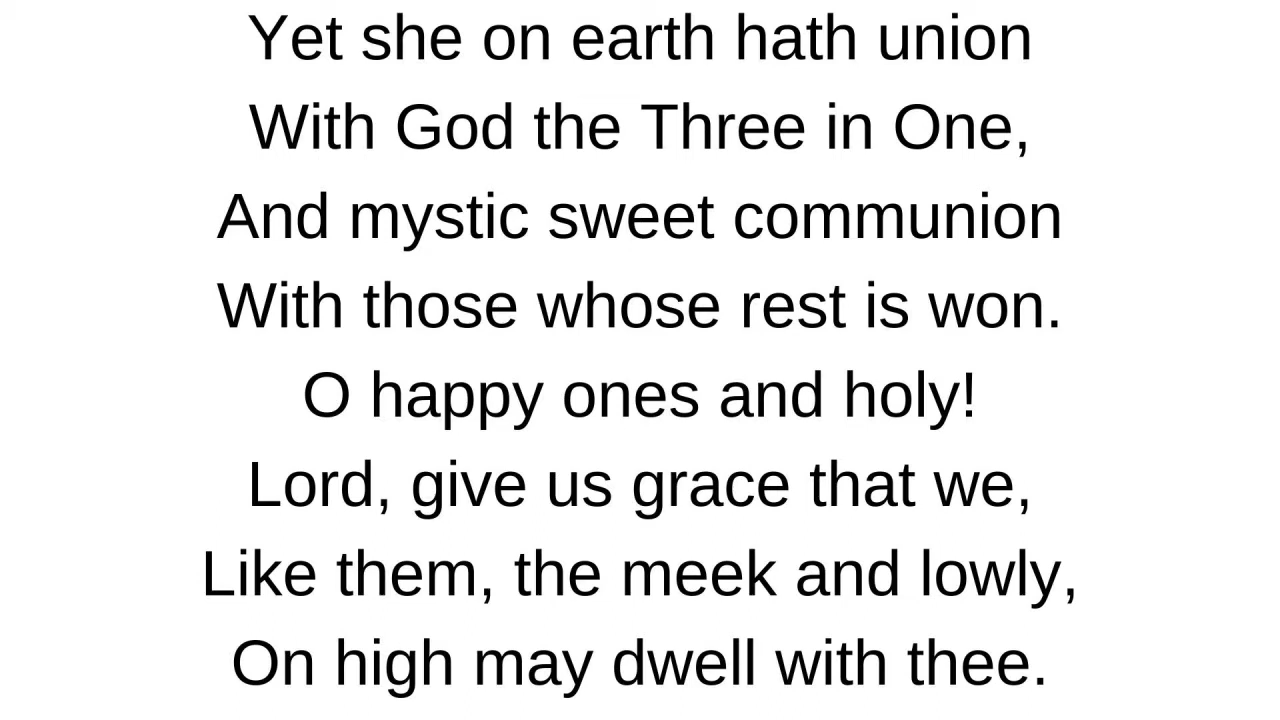 Yet she on earth hath union
With God the Three in One,
And mystic sweet communion
With those whose rest is won.
O happy ones and holy!
Lord, give us grace that we,
Like them, the meek and lowly,
On high may dwell with thee.